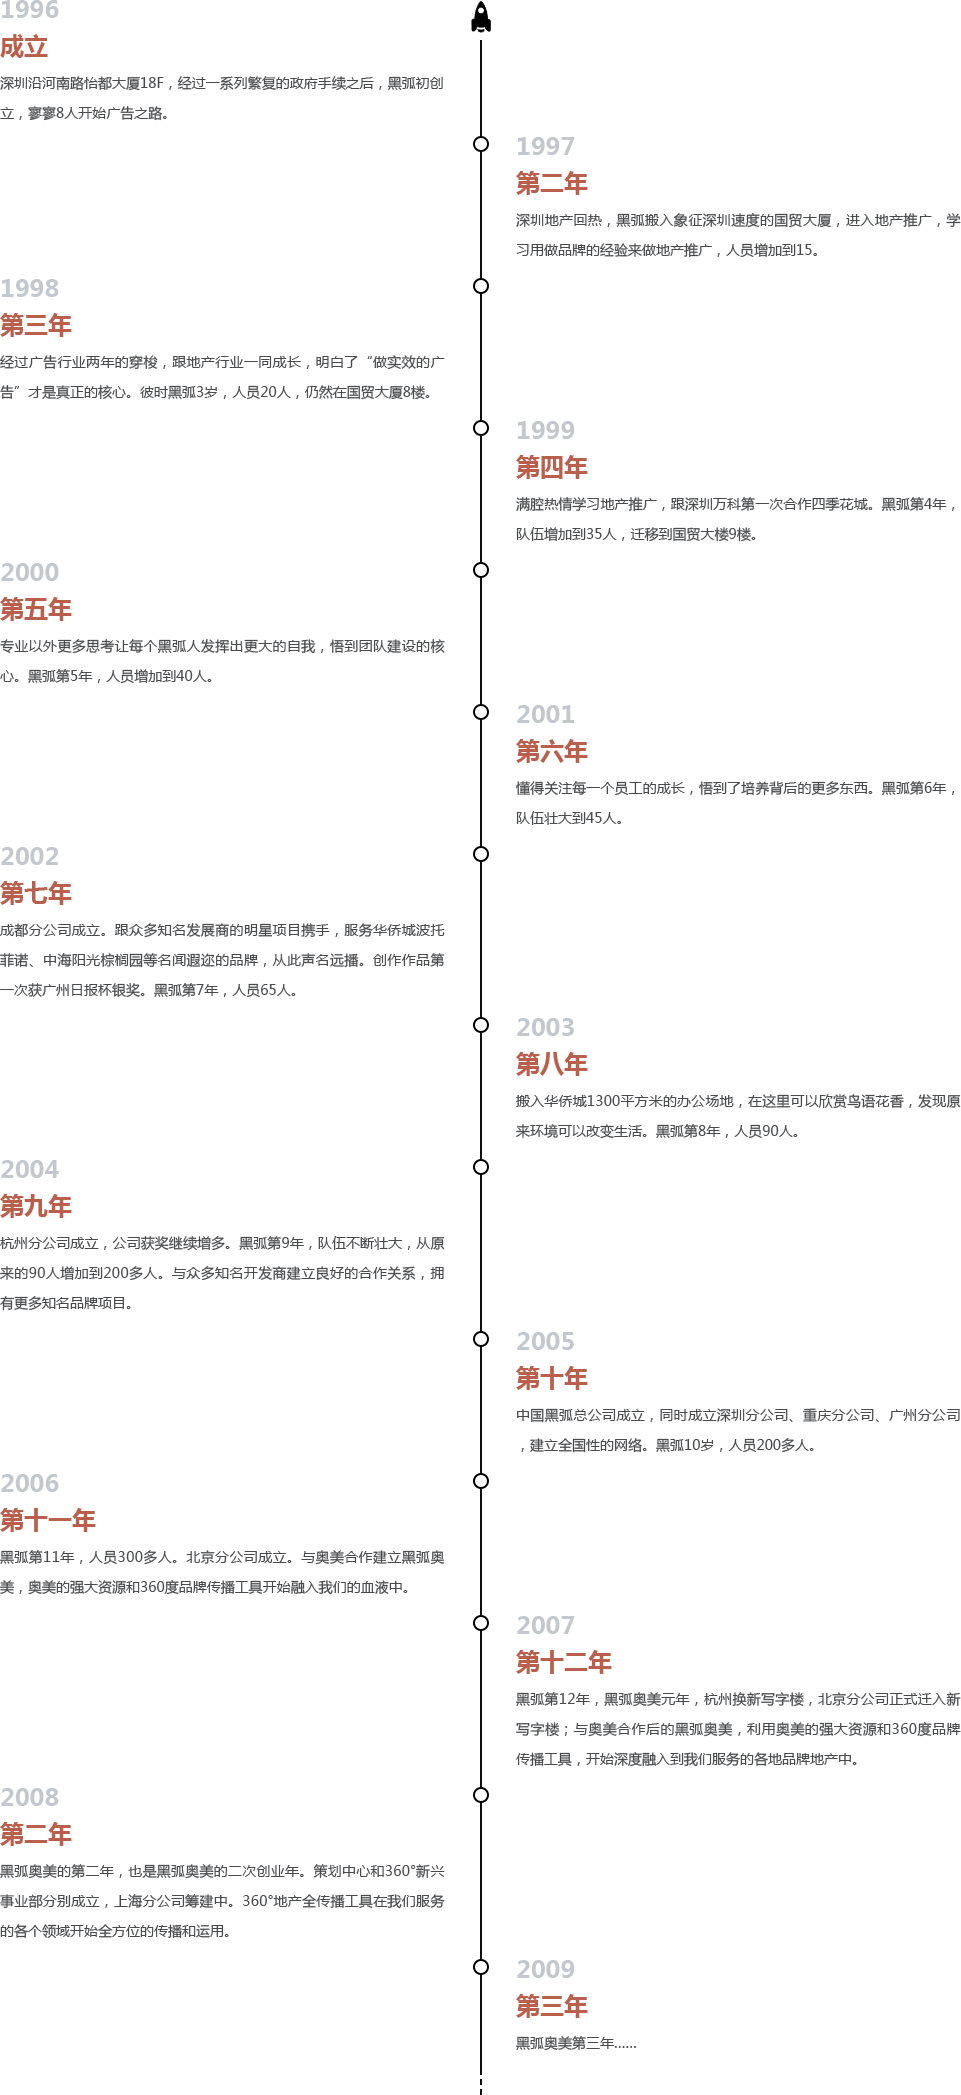 1996
成立
深圳沿河南路怡都大厦18F，经过一系列繁复的政府手续之后，黑弧初创
立，寥寥8人开始广告之路。
1997
第二年
深圳地产回热，黑弧搬入象征深圳速度的国贸大厦，进入地产推广，学
习用做品牌的经验来做地产推广，人员增加到15。
1998
第三年
经过广告行业两年的穿梭，跟地产行业一同成长，明白了“做实效的广
告”才是真正的核心。彼时黑弧3岁，人员20人，仍然在国贸大厦8楼。
1999
第四年
满腔热情学习地产推广，跟深圳万科第一次合作四季花城。黑弧第4年，
队伍增加到35人，迁移到国贸大楼9楼。
2000
第五年
专业以外更多思考让每个黑弧人发挥出更大的自我，悟到团队建设的核
心。黑弧第5年，人员增加到40人。
2001
第六年
懂得关注每一个员工的成长，悟到了培养背后的更多东西。黑弧第6年，
队伍壮大到45人。
2002
第七年
成都分公司成立。跟众多知名发展商的明星项目携手，服务华侨城波托
菲诺、中海阳光棕榈园等名闻遐迩的品牌，从此声名远播。创作作品第
一次获广州日报杯银奖。黑弧第7年，人员65人。
2003
第八年
搬入华侨城1300平方米的办公场地，在这里可以欣赏鸟语花香，发现原
来环境可以改变生活。黑弧第8年，人员90人。
2004
第九年
杭州分公司成立，公司获奖继续增多。黑弧第9年，队伍不断壮大，从原
来的90人增加到200多人。与众多知名开发商建立良好的合作关系，拥
有更多知名品牌项目。
2005
第十年
中国黑弧总公司成立，同时成立深圳分公司、重庆分公司、广州分公司
，建立全国性的网络。黑弧10岁，人员200多人。
2006
第十一年
黑弧第11年，人员300多人。北京分公司成立。与奥美合作建立黑弧奥
美，奥美的强大资源和360度品牌传播工具开始融入我们的血液中。
2007
第十二年
黑弧第12年，黑弧奥美元年，杭州换新写字楼，北京分公司正式迁入新
写字楼；与奥美合作后的黑弧奥美，利用奥美的强大资源和360度品牌
传播工具，开始深度融入到我们服务的各地品牌地产中。
2008
第二年
黑弧奥美的第二年，也是黑弧奥美的二次创业年。策划中心和360°新兴
事业部分别成立，上海分公司筹建中。360°地产全传播工具在我们服务
的各个领域开始全方位的传播和运用。
2009
第三年
黑弧奥美第三年......